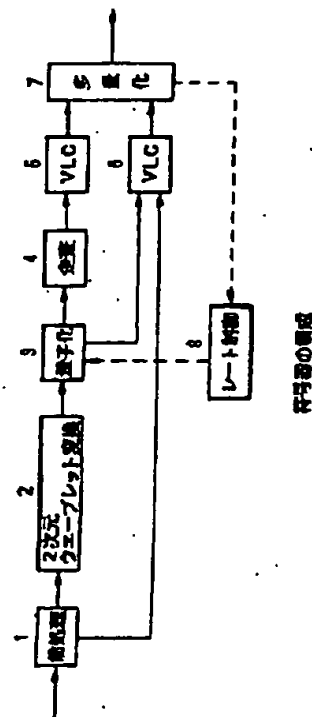 1
前処理
2
2次元
ウェーブレット変換
3
量子化
4
走査
5
VLC
6
VLC
7
多重化
8
レート制御
符号器の構成